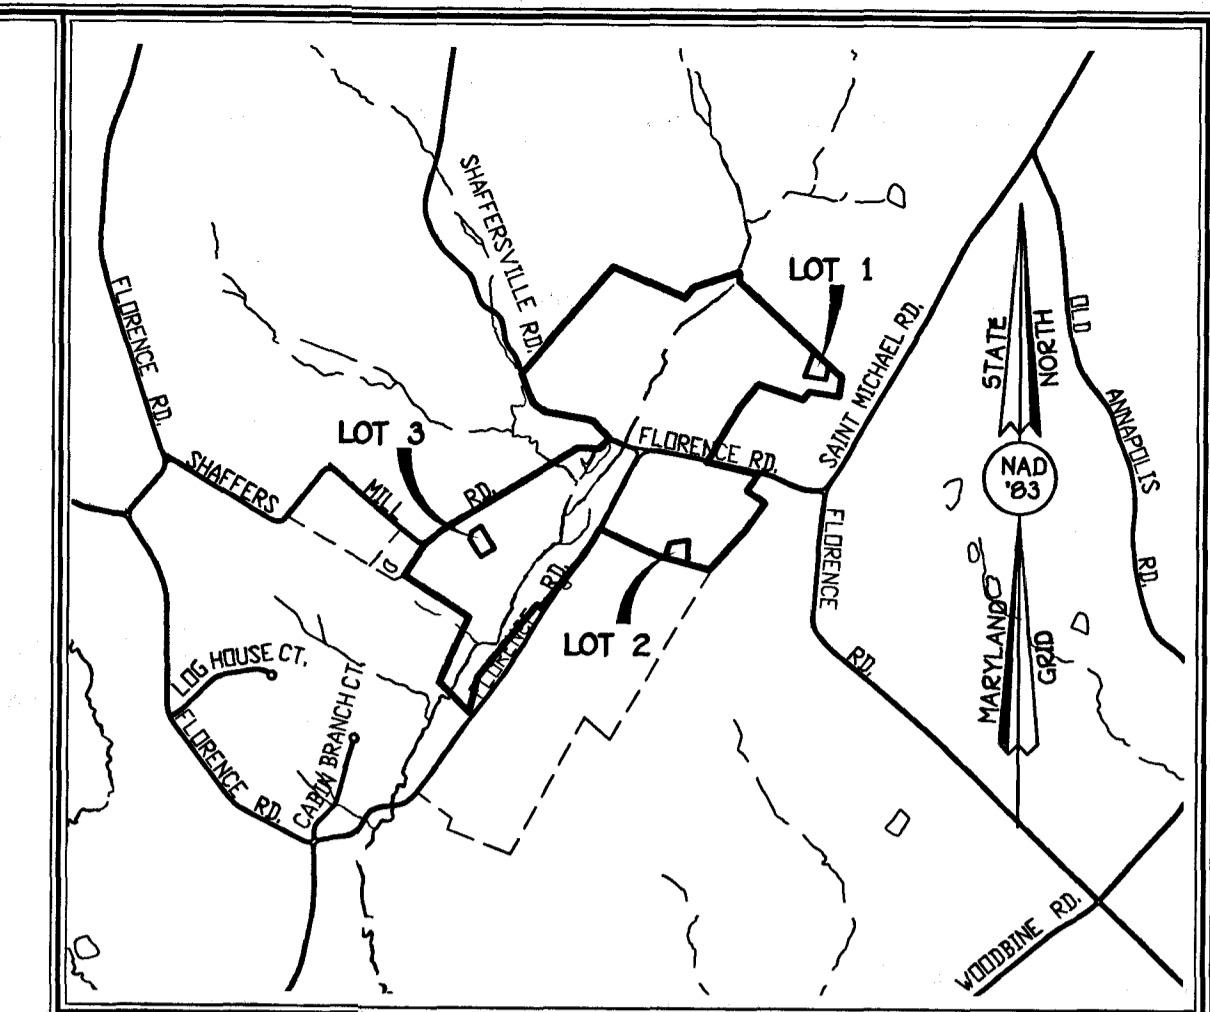 SHAFFERSVILLE RD.
LOT 1
FLORENCE RD.
SAINT MICHAEL RD.
OLD
ANNAPOLIS
RD.
STATE
NORTH
NAD
'83
MARYLAND
GRID
LOT 3
FLORENCE RD.
SHAFFERS
MILL
RD.
FLORENCE
RD.
FLORENCE RD.
LOT 2
LOG HOUSE CT.
CABIN BRANCH CT.
FLORENCE RD.
WOODBINE RD.